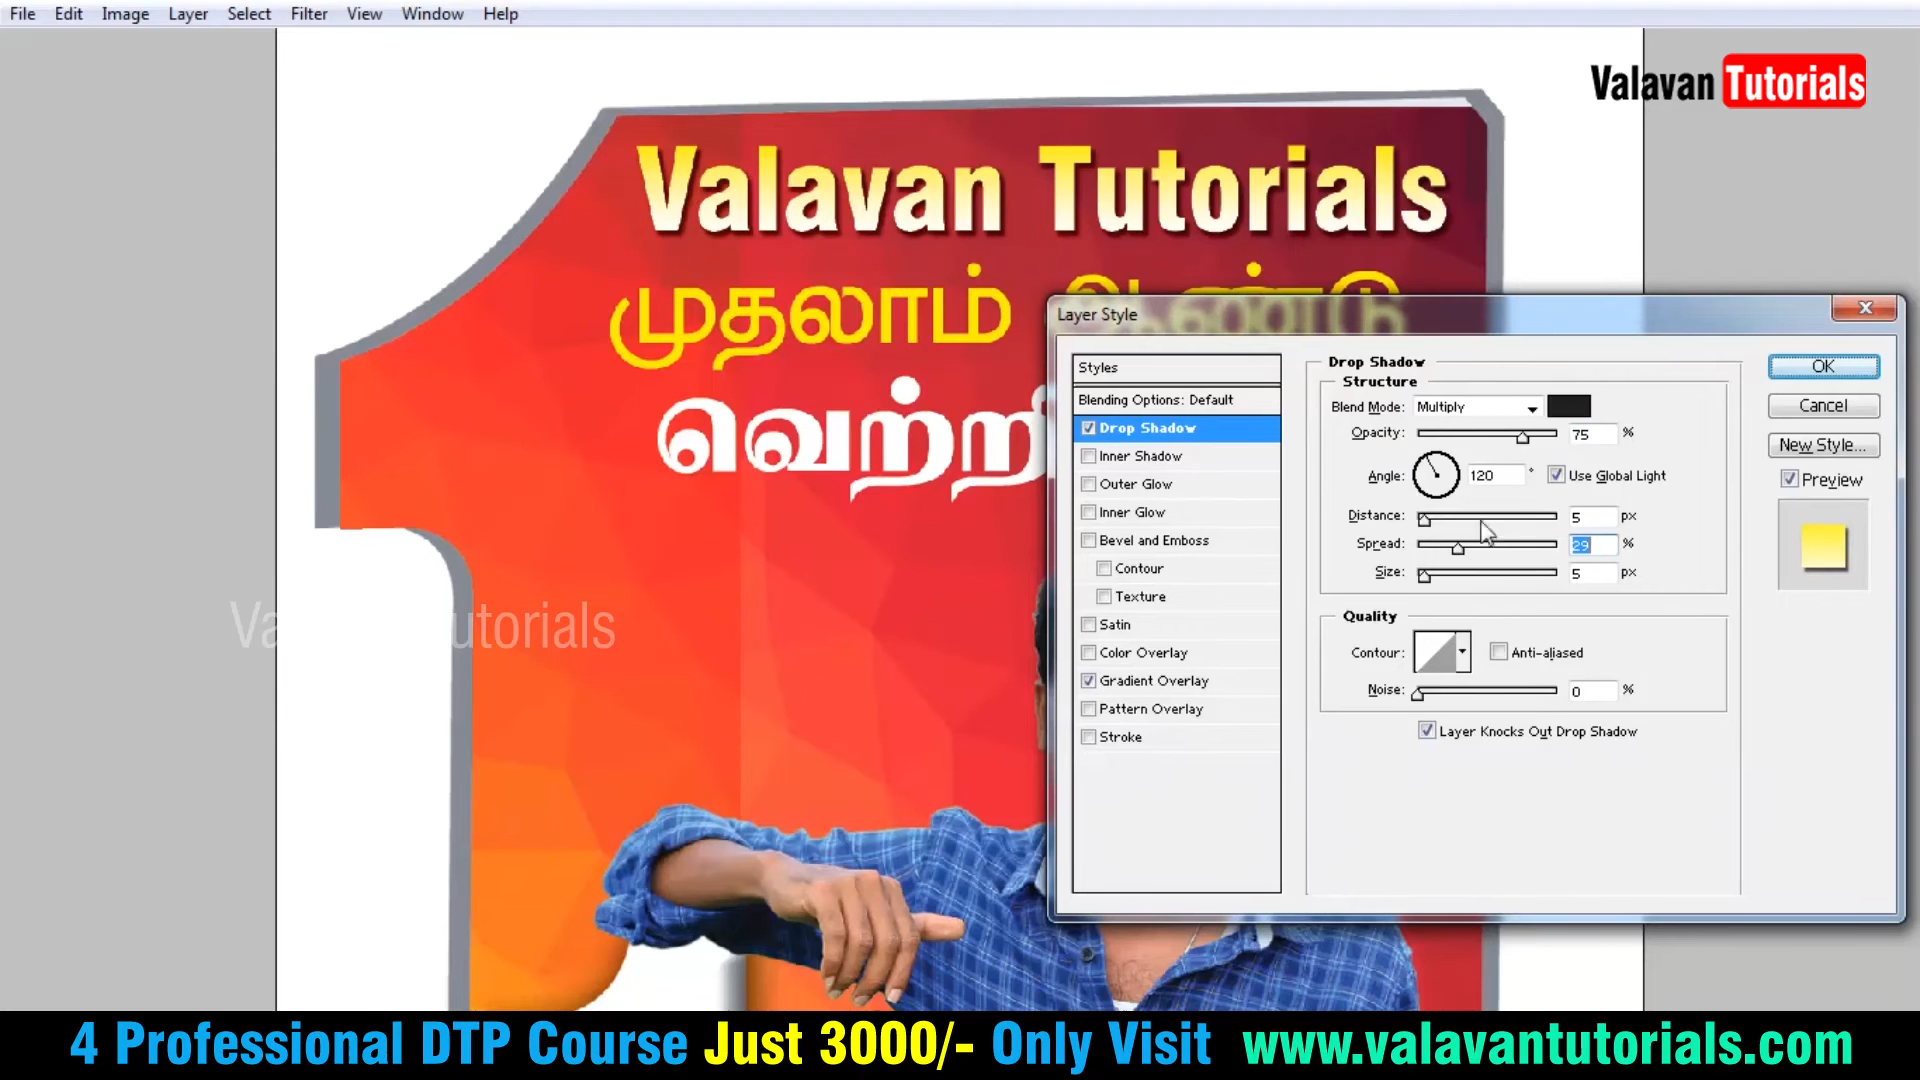 File Edit Image Layer Select Filter View Window Help
Valavan Tutorials
Valavan Tutorials
முதலாம் ஆண்டு
வெற்றி
Layer Style
Styles
Blending Options: Default
Drop Shadow
Inner Shadow
Outer Glow
Inner Glow
Bevel and Emboss
Contour
Texture
Satin
Color Overlay
Gradient Overlay
Pattern Overlay
Stroke
Drop Shadow
Structure
Blend Mode: Multiply
Opacity: 75 %
Angle: 120 ° Use Global Light
Distance: 5 px
Spread: 29 %
Size: 5 px
Quality
Contour: Anti-aliased
Noise: 0 %
Layer Knocks Out Drop Shadow
OK
Cancel
New Style...
Preview
4 Professional DTP Course Just 3000/- Only Visit www.valavantutorials.com